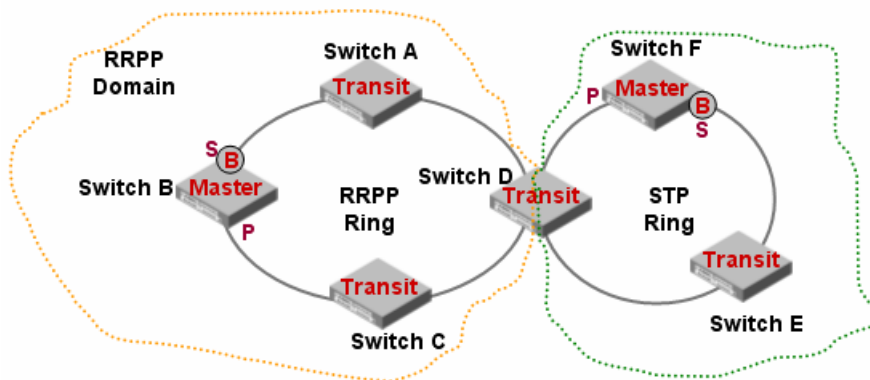 RRPP
Domain
Switch A
Transit
S
B
Switch B
Master
P
RRPP
Ring
Transit
Switch C
Switch D
Transit
Switch F
P
Master
B
S
STP
Ring
Transit
Switch E